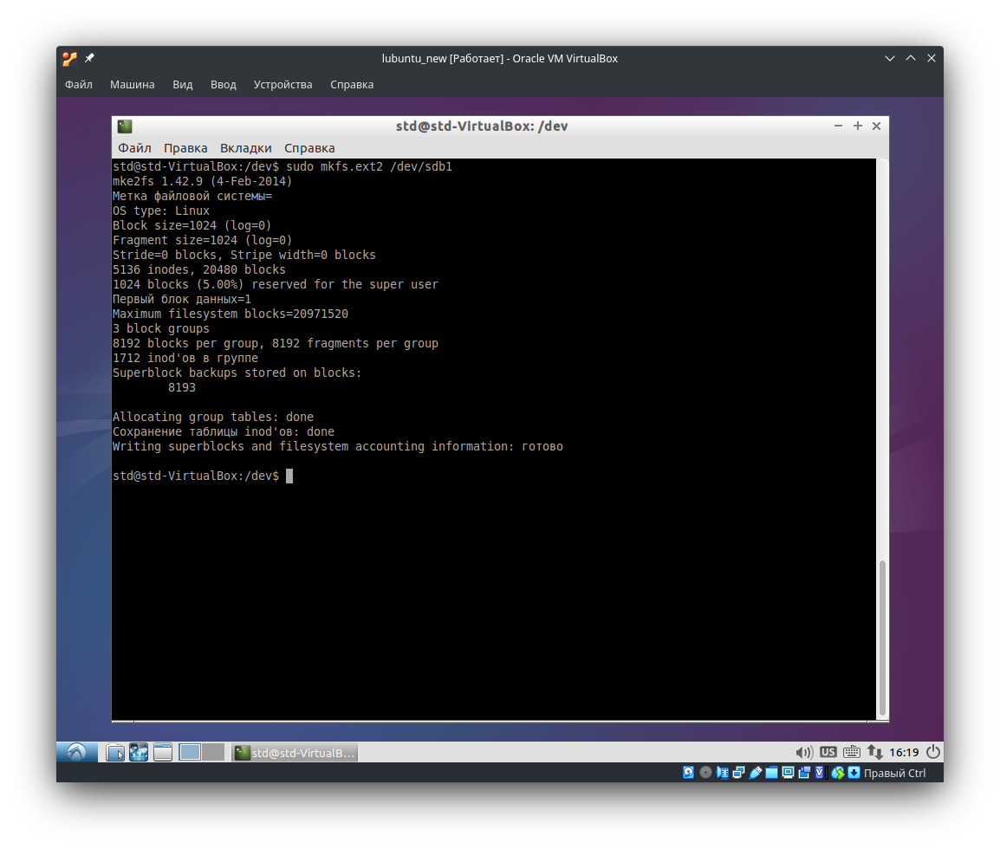 lubuntu_new [Работает] - Oracle VM VirtualBox
Файл Машина Вид Ввод Устройства Справка
std@std-VirtualBox: /dev
Файл Правка Вкладки Справка
std@std-VirtualBox:/dev$ sudo mkfs.ext2 /dev/sdb1
mke2fs 1.42.9 (4-Feb-2014)
Метка файловой системы=
OS type: Linux
Block size=1024 (log=0)
Fragment size=1024 (log=0)
Stride=0 blocks, Stripe width=0 blocks
5136 inodes, 20480 blocks
1024 blocks (5.00%) reserved for the super user
Первый блок данных=1
Maximum filesystem blocks=20971520
3 block groups
8192 blocks per group, 8192 fragments per group
1712 inod'ов в группе
Superblock backups stored on blocks:
8193
Allocating group tables: done
Сохранение таблицы inod'ов: done
Writing superblocks and filesystem accounting information: готово
std@std-VirtualBox:/dev$
std@std-VirtualB... US 16:19
Правый Ctrl